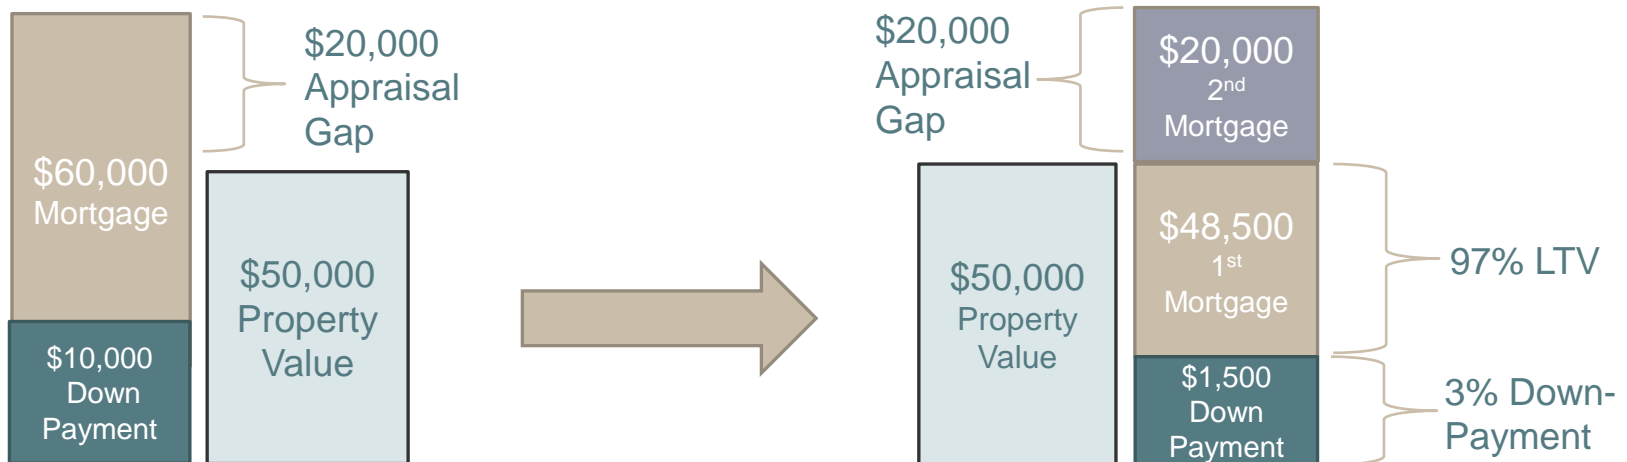 $60,000
Mortgage
$10,000
Down
Payment
$20,000
Appraisal
Gap
$50,000
Property
Value
$20,000
Appraisal
Gap
$50,000
Property
Value
$20,000
2nd
Mortgage
$48,500
1st
Mortgage
$1,500
Down
Payment
97% LTV
3% Down-
Payment